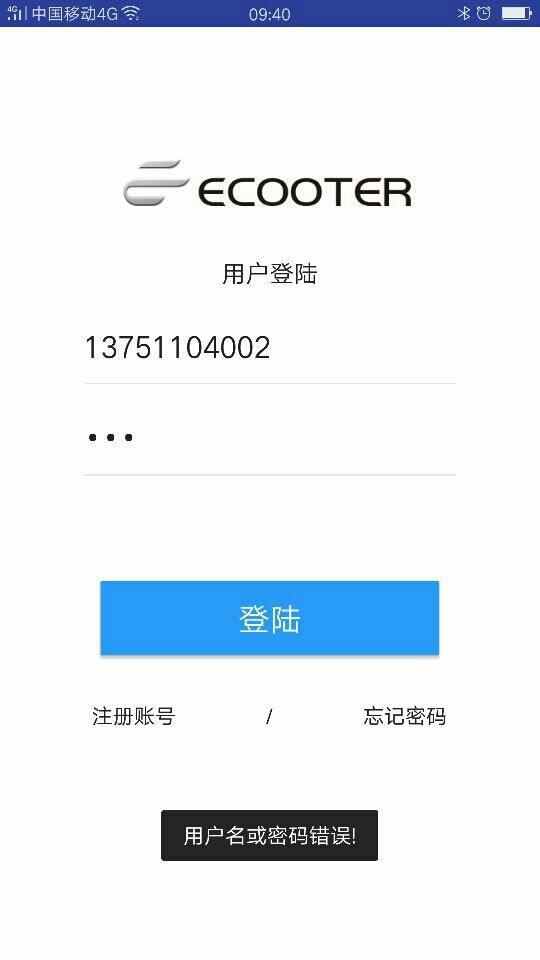 4G 中国移动4G 09:40
ECOOTER
用户登陆
13751104002
•••
登陆
注册账号 / 忘记密码
用户名或密码错误!